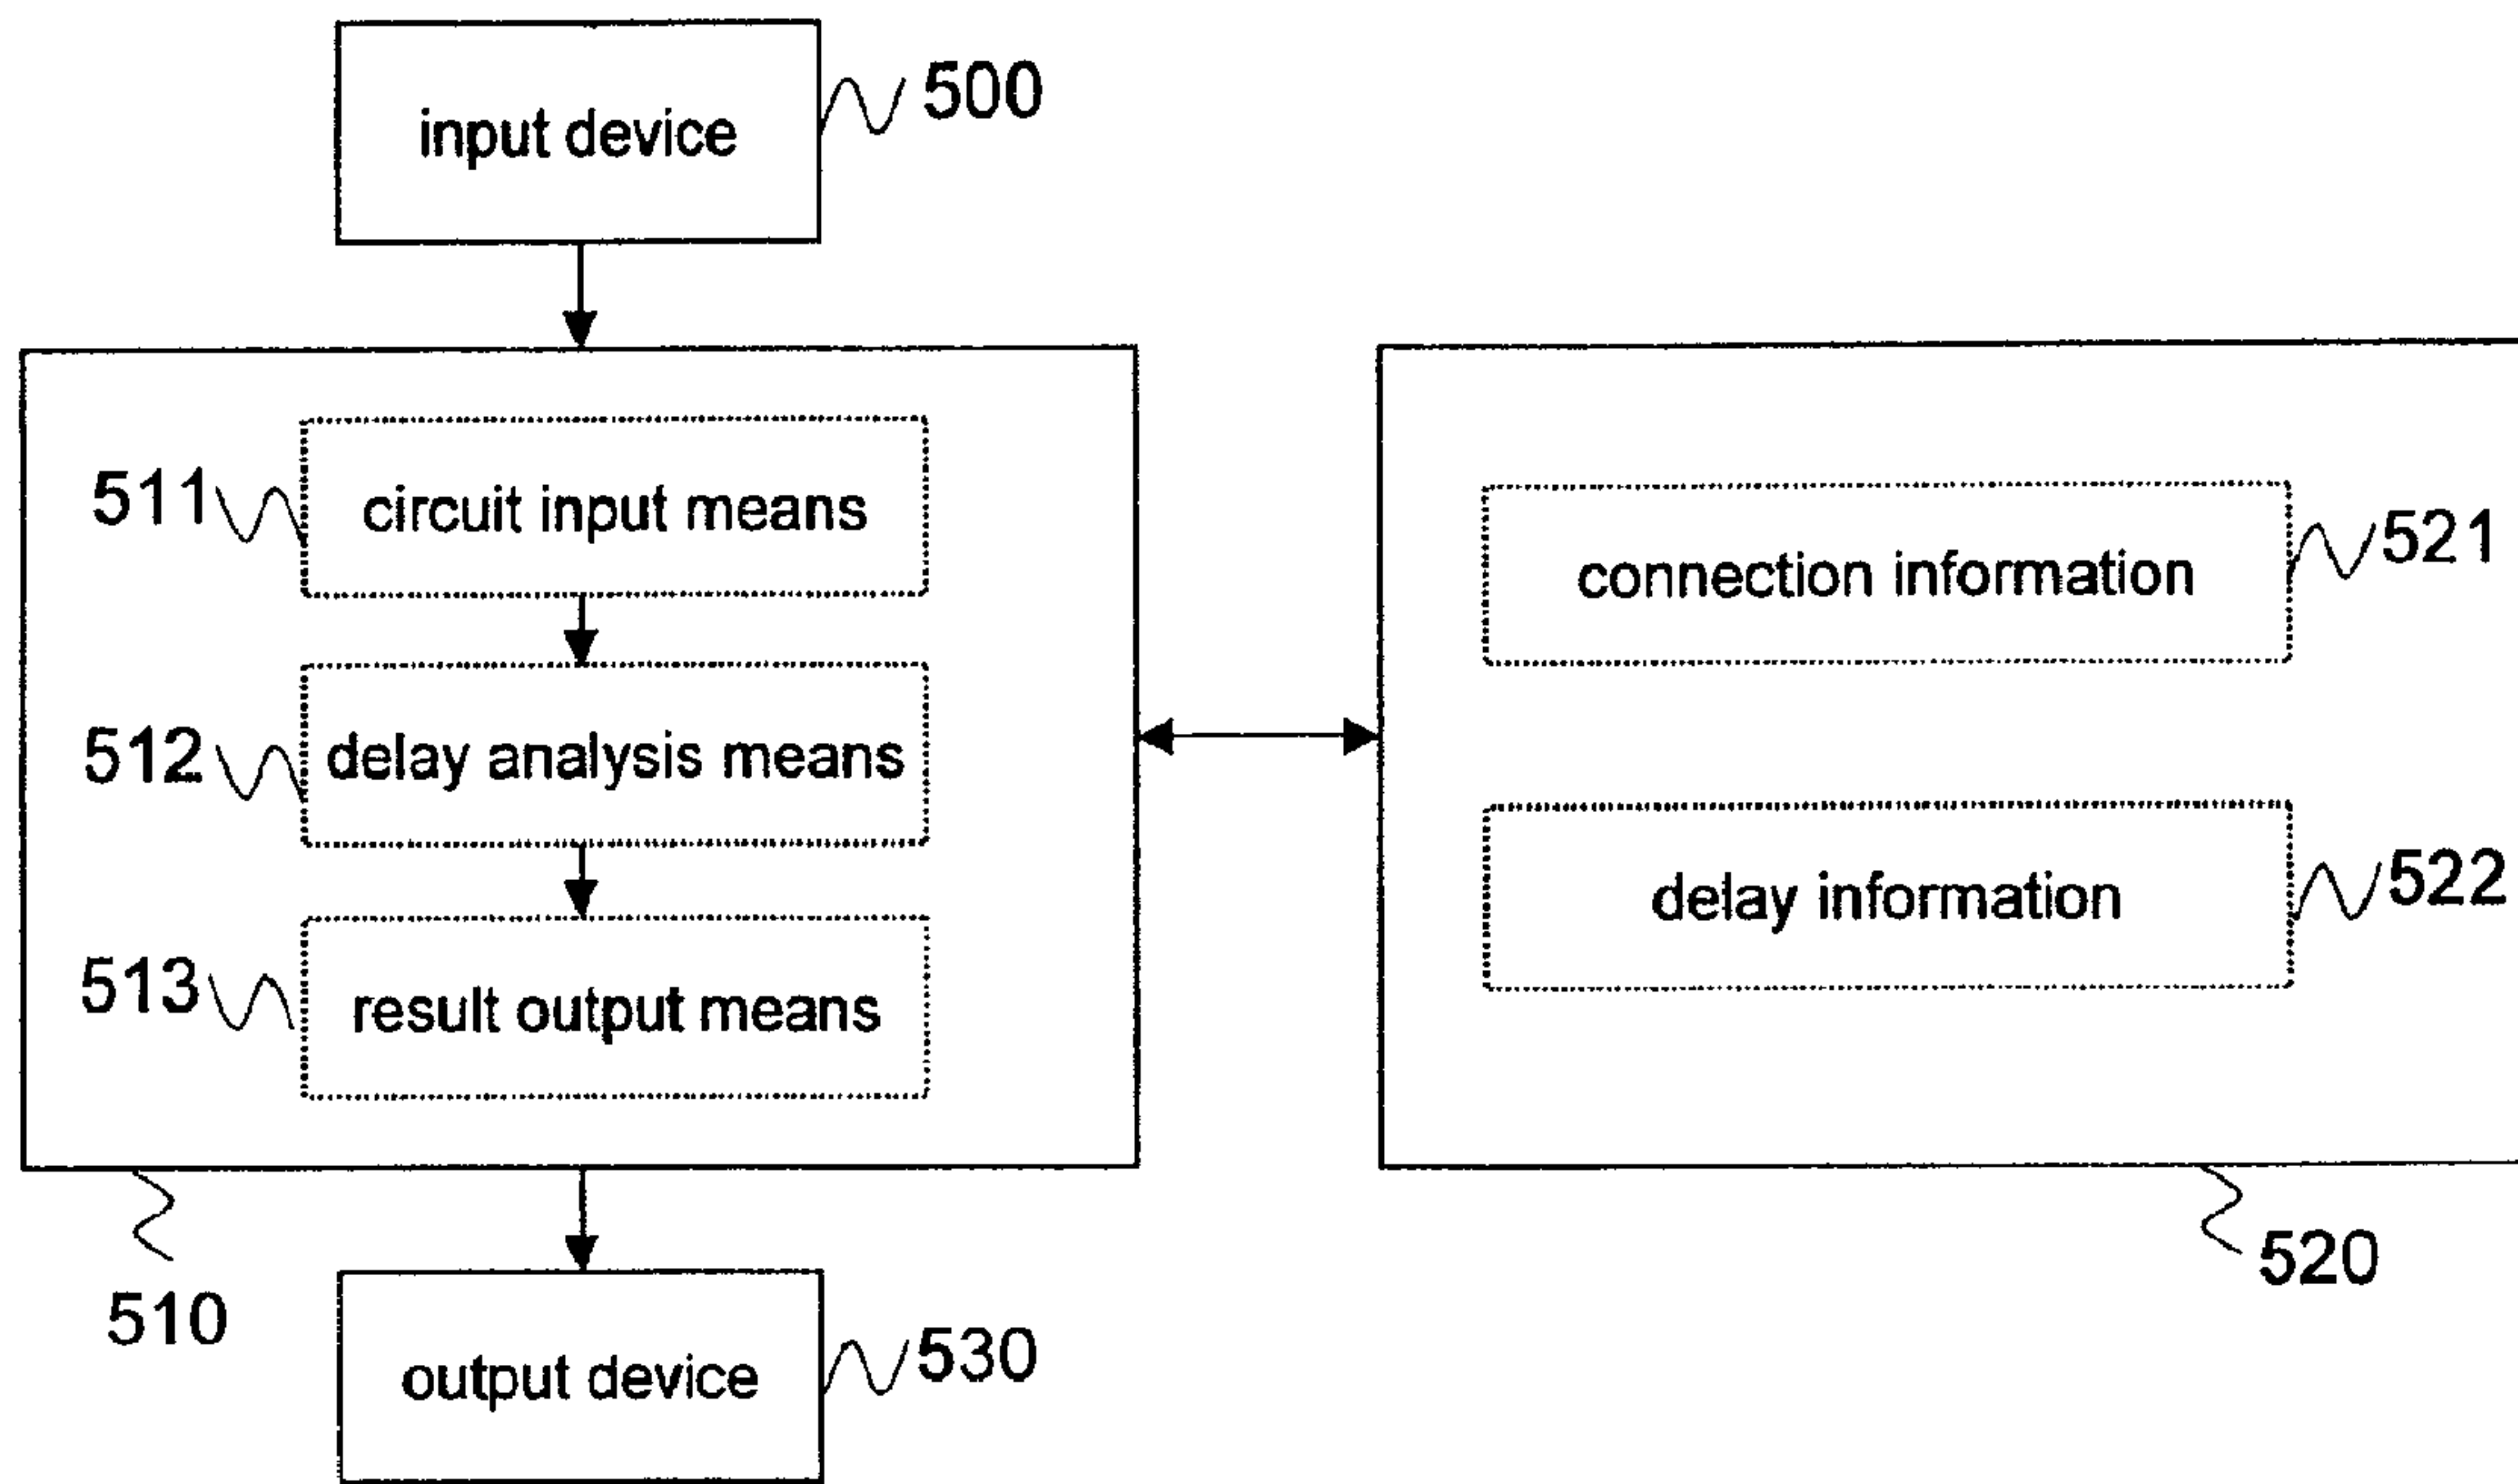 input device
500
511
circuit input means
512
delay analysis means
513
result output means
connection information
521
delay information
522
510
520
output device
530